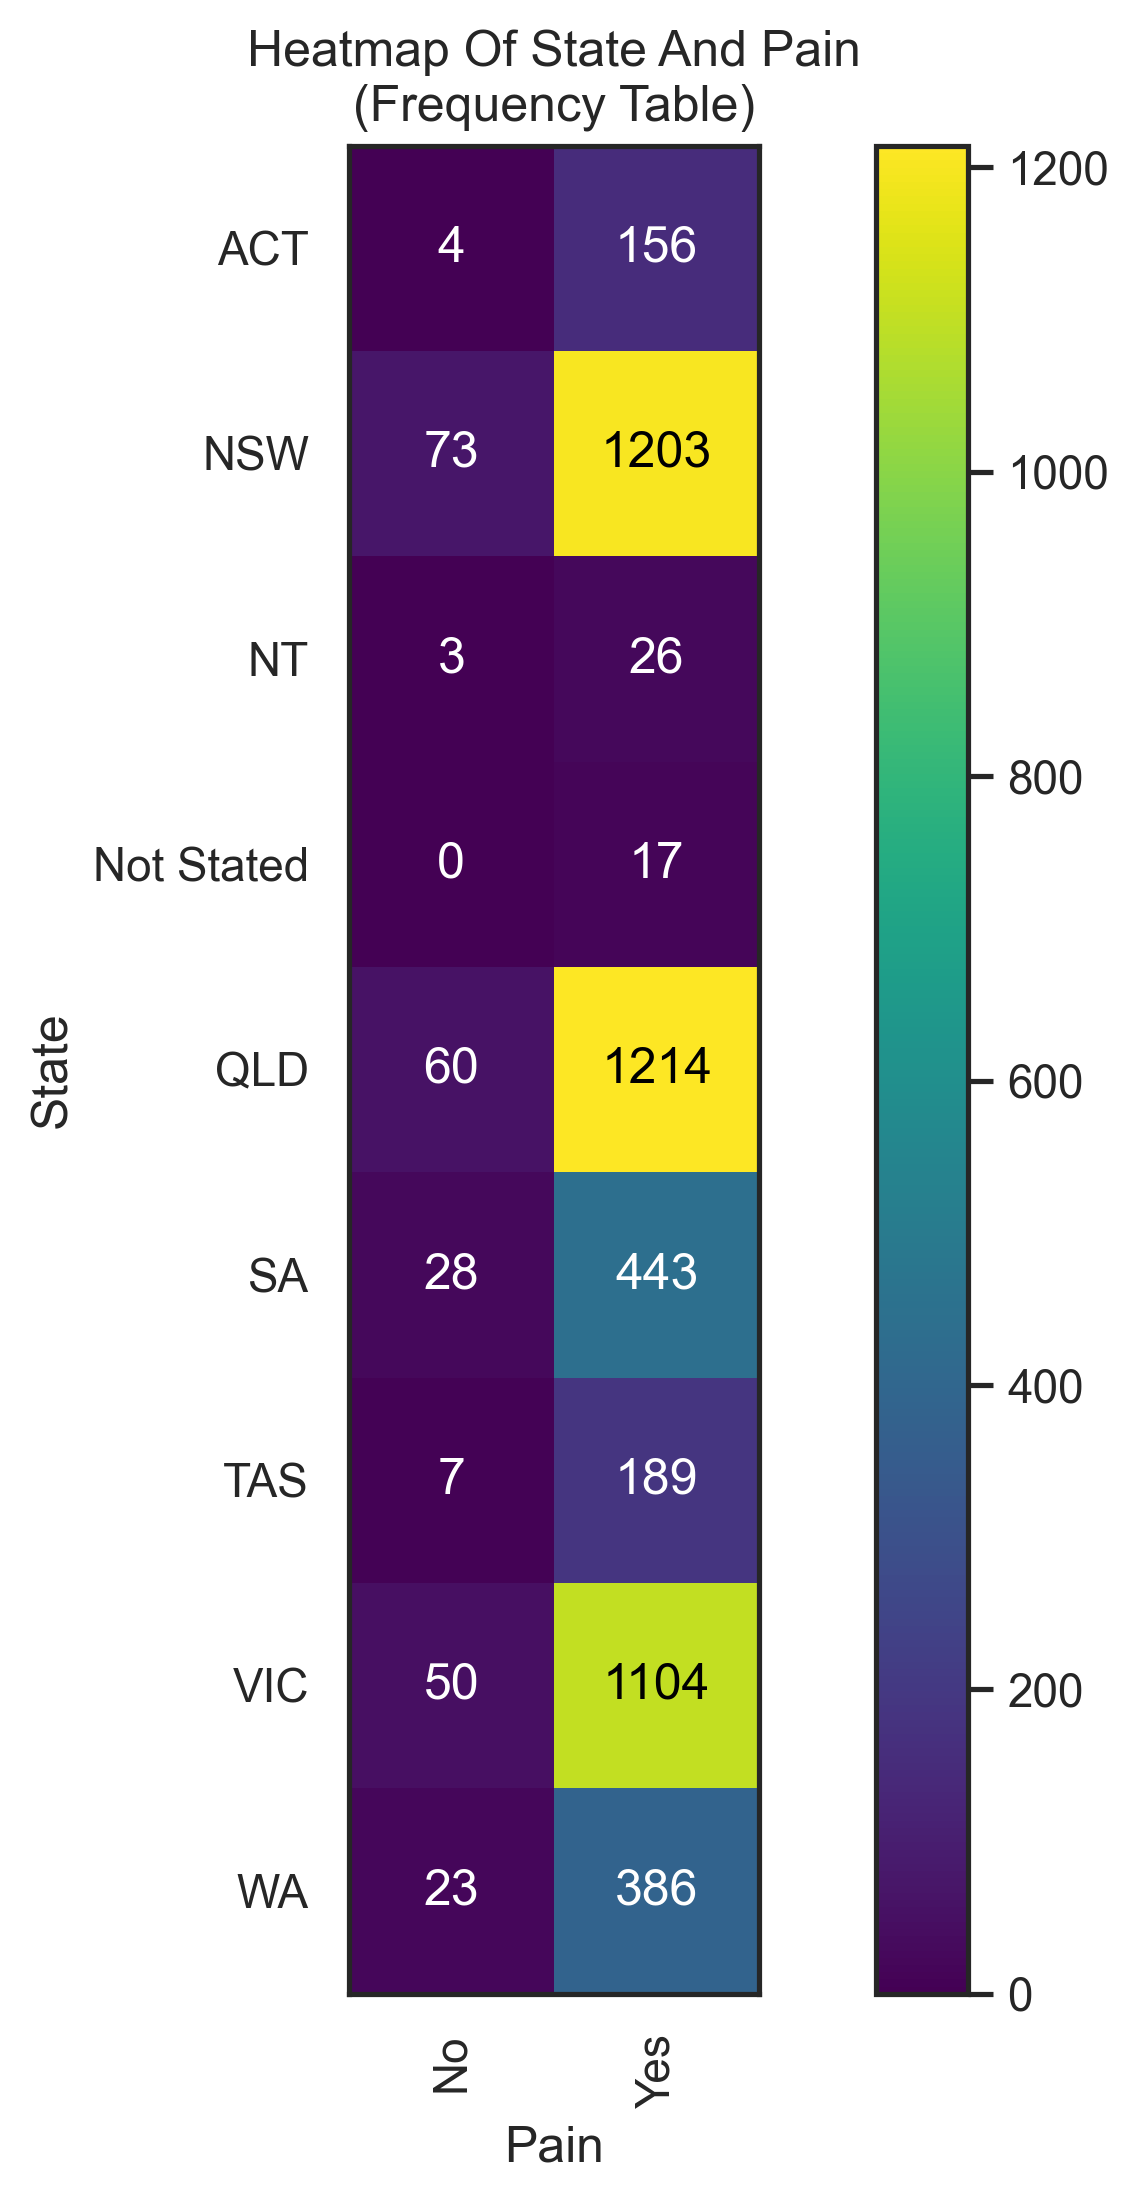 Heatmap Of State And Pain
(Frequency Table)
ACT 4 156
NSW 73 1203
NT 3 26
Not Stated 0 17
QLD 60 1214
SA 28 443
TAS 7 189
VIC 50 1104
WA 23 386
State
No Yes
Pain
1200
1000
800
600
400
200
0